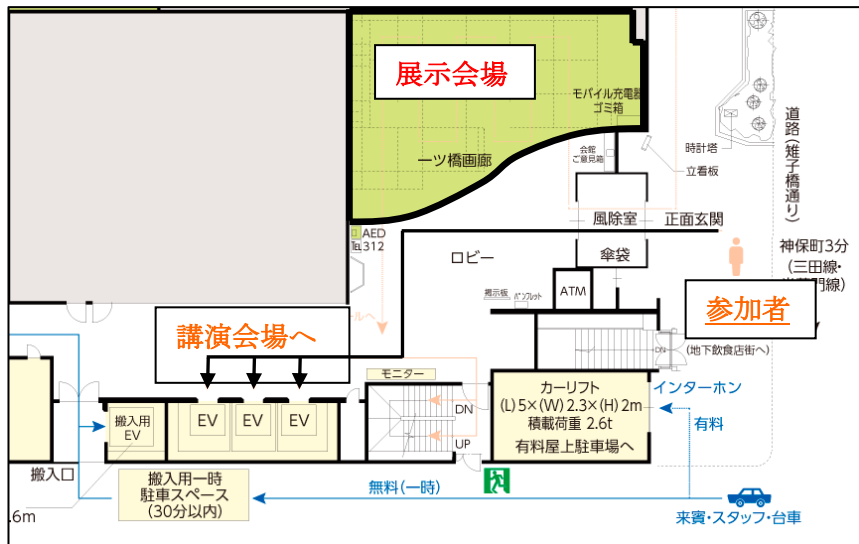 展示会場
モバイル充電器
ゴミ箱
一ツ橋画廊
会館
ご意見箱
時計塔
立看板
道路(雉子橋通り)
AED
℡312
風除室
正面玄関
ロビー
傘袋
神保町3分
(三田線・
門線)
掲示板
パンフレット
ATM
参加者
ルへ
講演会場へ
DN
(地下飲食店街へ)
モニター
カーリフト
(L) 5×(W) 2.3×(H) 2m
積載荷重 2.6t
有料屋上駐車場へ
インターホン
有料
搬入用
EV
EV
EV
EV
DN
UP
搬入口
搬入用一時
駐車スペース
(30分以内)
無料(一時)
.6m
来賓・スタッフ・台車